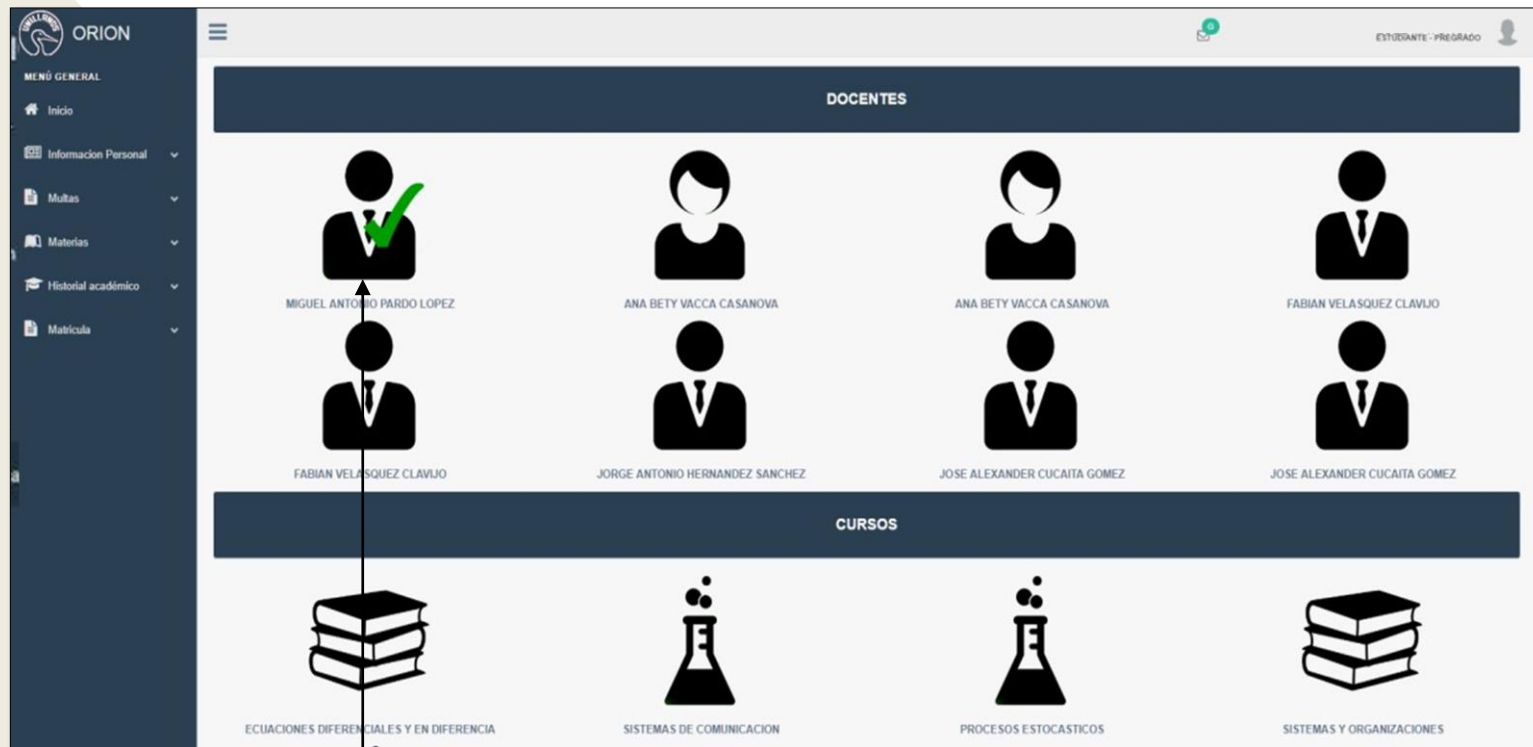 UNILLANOS
ORION
ESTUDIANTE - PREGRADO
MENÚ GENERAL
Inicio
Informacion Personal
Multas
Materias
Historial académico
Matrícula
DOCENTES
MIGUEL ANTONIO PARDO LOPEZ
ANA BETY VACCA CASANOVA
ANA BETY VACCA CASANOVA
FABIAN VELASQUEZ CLAVIJO
FABIAN VELASQUEZ CLAVIJO
JORGE ANTONIO HERNANDEZ SANCHEZ
JOSE ALEXANDER CUCAITA GOMEZ
JOSE ALEXANDER CUCAITA GOMEZ
CURSOS
ECUACIONES DIFERENCIALES Y EN DIFERENCIA
SISTEMAS DE COMUNICACION
PROCESOS ESTOCASTICOS
SISTEMAS Y ORGANIZACIONES